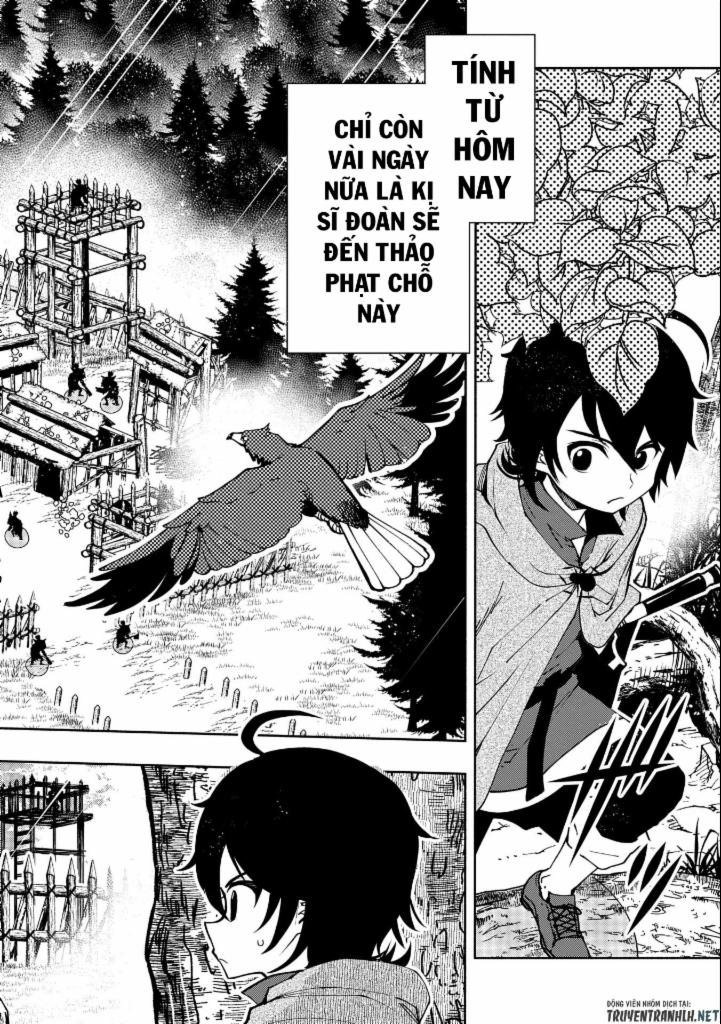 TÍNH
TỪ
HÔM
NAY
CHỈ CÒN
VÀI NGÀY
NỮA LÀ KỊ
SĨ ĐOÀN SẼ
ĐẾN THẢO
PHẠT CHỖ
NÀY
ĐỘNG VIÊN NHÓM DỊCH TẠI:
TRUYENTRANHLH.NET